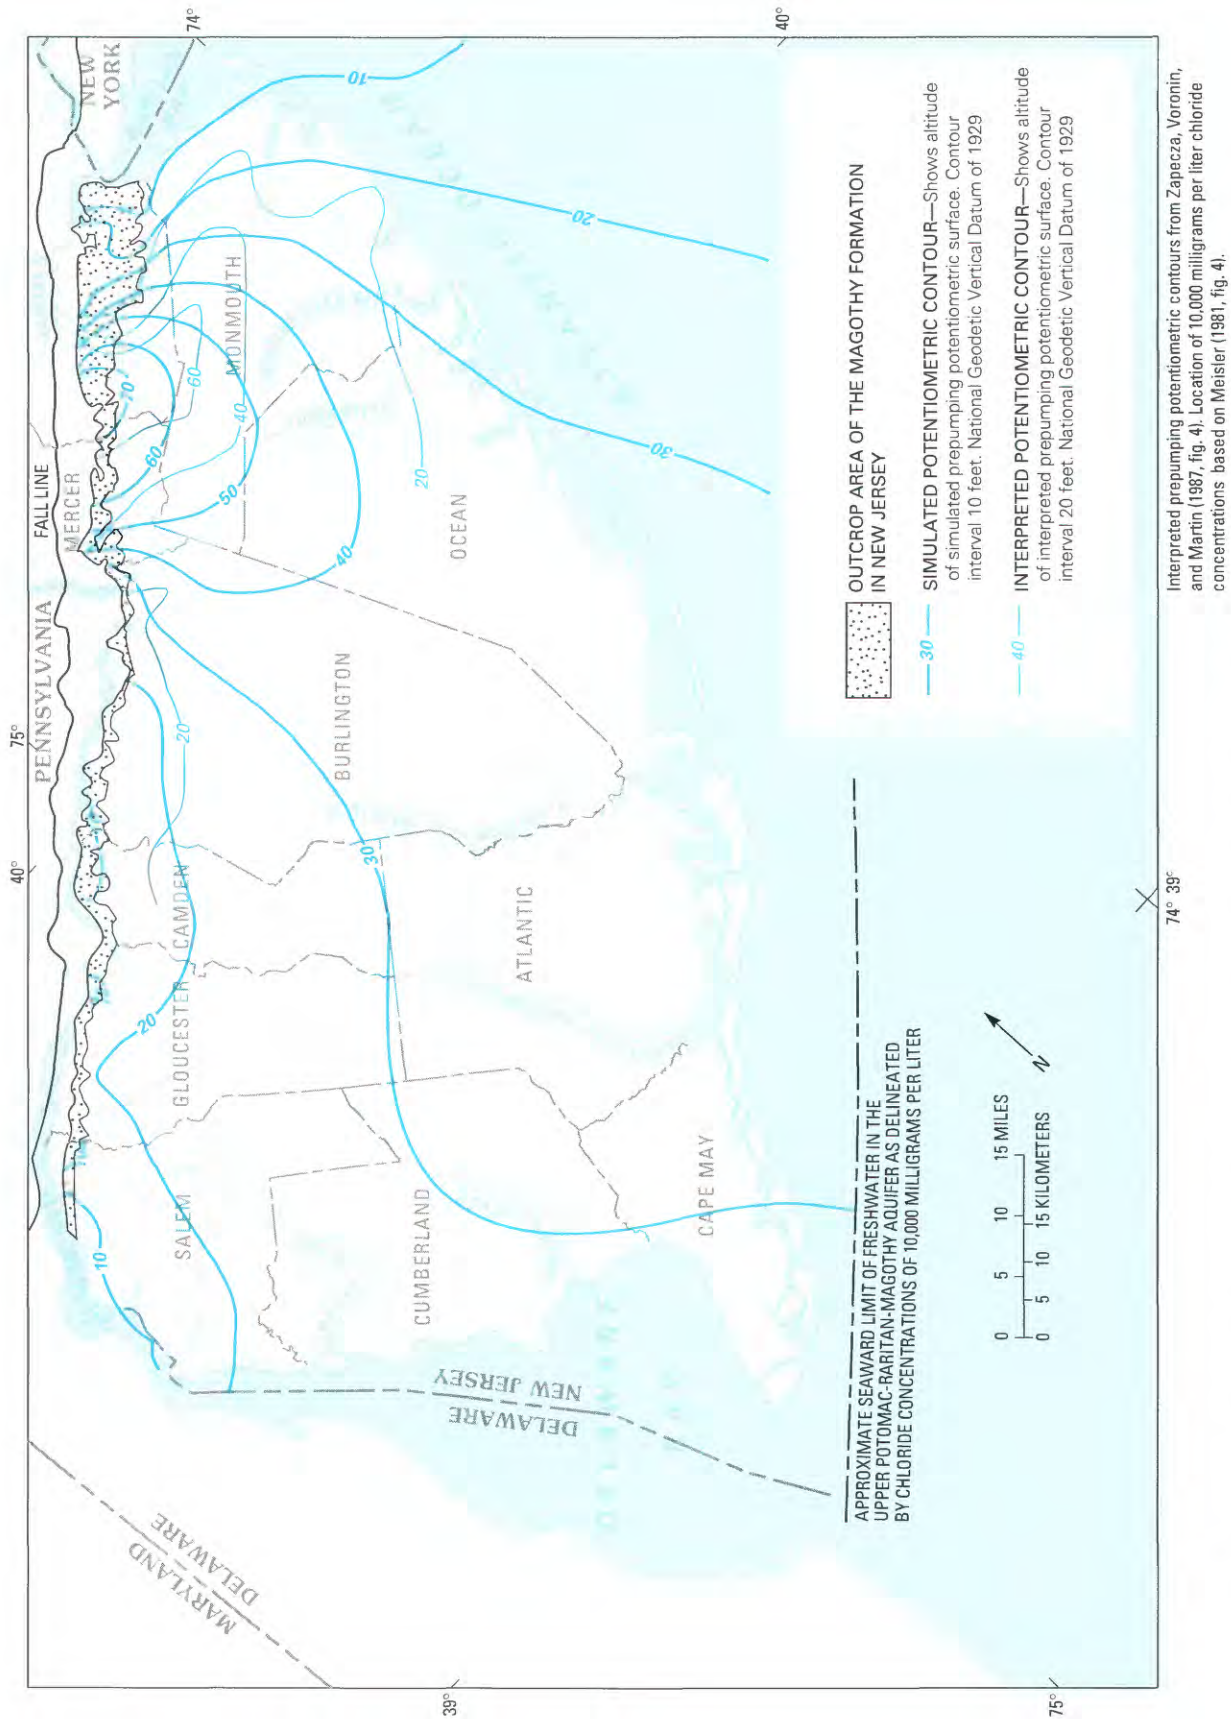 NEW
YORK
PENNSYLVANIA
FALL LINE
MERCER
MONMOUTH
OCEAN
BURLINGTON
CAMDEN
GLOUCESTER
ATLANTIC
SALEM
CUMBERLAND
CAPE MAY
NEW JERSEY
DELAWARE
MARYLAND
DELAWARE
DELAWARE
40°
75°
74°
40°
39°
75°
74° 39°
10
20
30
40
50
60
70
60
40
20
20
30
20
10
OUTCROP AREA OF THE MAGOTHY FORMATION
IN NEW JERSEY
30
SIMULATED POTENTIOMETRIC CONTOUR—Shows altitude
of simulated prepumping potentiometric surface. Contour
interval 10 feet. National Geodetic Vertical Datum of 1929
40
INTERPRETED POTENTIOMETRIC CONTOUR—Shows altitude
of interpreted prepumping potentiometric surface. Contour
interval 20 feet. National Geodetic Vertical Datum of 1929
APPROXIMATE SEAWARD LIMIT OF FRESHWATER IN THE
UPPER POTOMAC-RARITAN-MAGOTHY AQUIFER AS DELINEATED
BY CHLORIDE CONCENTRATIONS OF 10,000 MILLIGRAMS PER LITER
0 5 10 15 MILES
0 5 10 15 KILOMETERS
N
Interpreted prepumping potentiometric contours from Zapecza, Voronin,
and Martin (1987, fig. 4). Location of 10,000 milligrams per liter chloride
concentrations based on Meisler (1981, fig. 4).